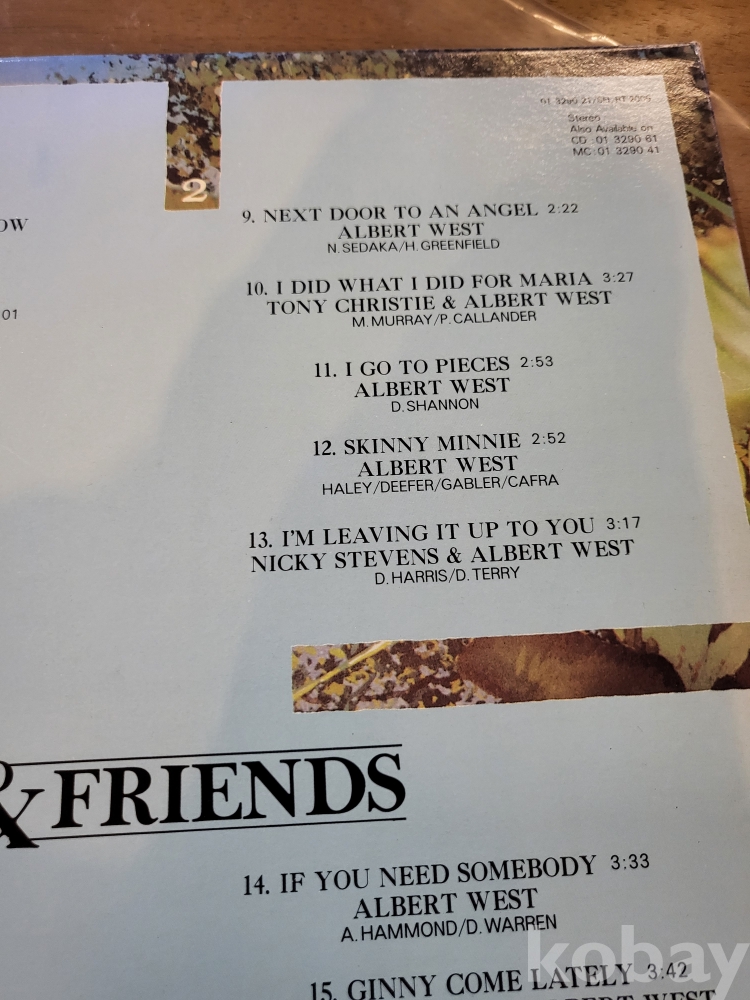 Stereo
Also Available on
CD : 01 3290 61
MC : 01 3290 41
2
OW
01
9. NEXT DOOR TO AN ANGEL 2:22
ALBERT WEST
N. SEDAKA/H. GREENFIELD
10. I DID WHAT I DID FOR MARIA 3:27
TONY CHRISTIE & ALBERT WEST
M. MURRAY/P. CALLANDER
11. I GO TO PIECES 2:53
ALBERT WEST
D. SHANNON
12. SKINNY MINNIE 2:52
ALBERT WEST
HALEY/DEEFER/GABLER/CAFRA
13. I'M LEAVING IT UP TO YOU 3:17
NICKY STEVENS & ALBERT WEST
D. HARRIS/D. TERRY
& FRIENDS
14. IF YOU NEED SOMEBODY 3:33
ALBERT WEST
A. HAMMOND/D. WARREN
15. GINNY COME LATELY 3:42
ALBERT WEST
kobay